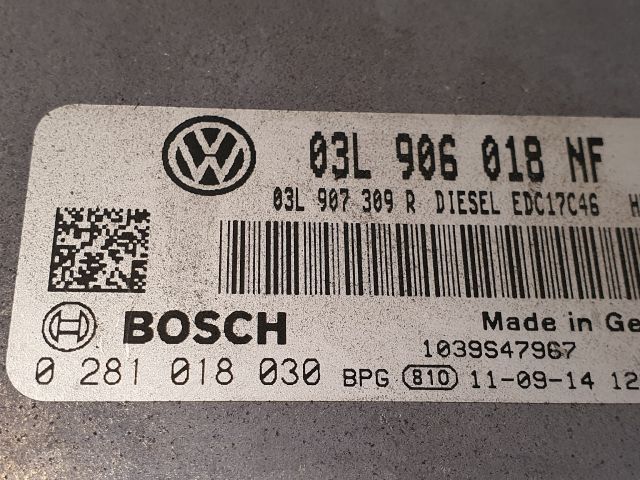 03L 906 018 NF
03L 907 309 R DIESEL EDC17C46 H
BOSCH
Made in Ge
1039S47967
0 281 018 030 BPG 810 11-09-14 12